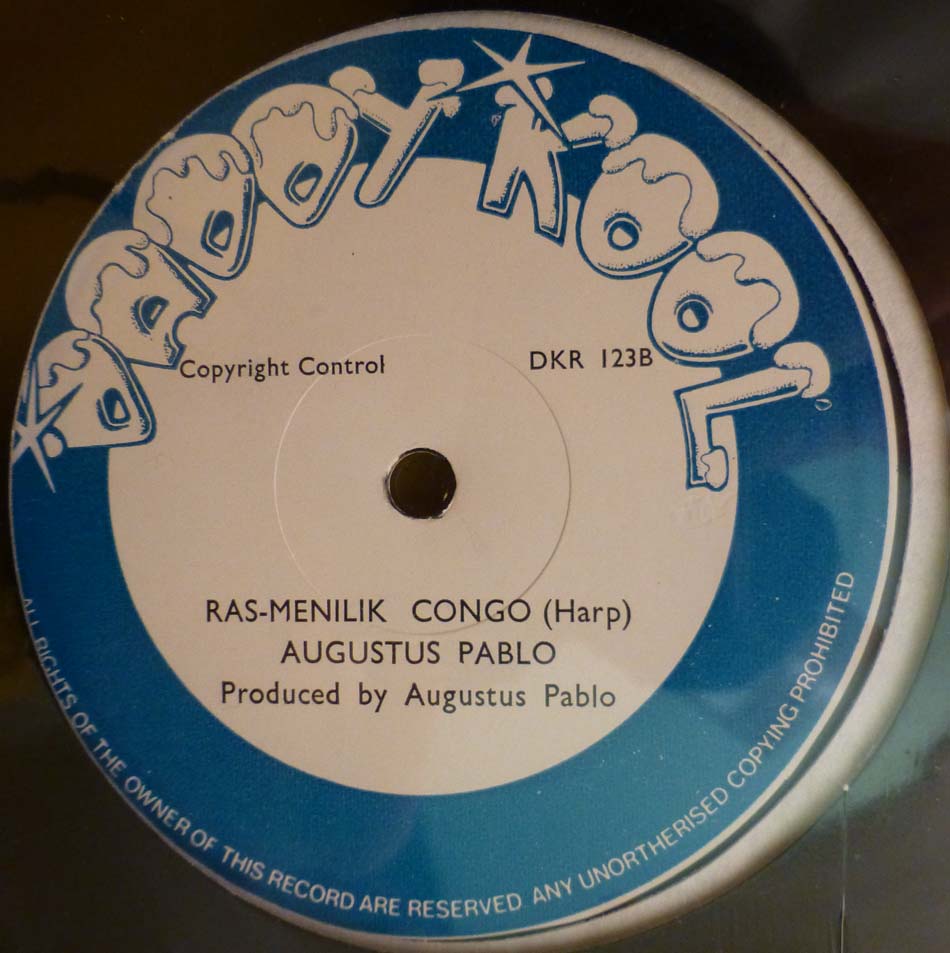 DADDY KOOL
Copyright Control
DKR 123B
RAS-MENILIK CONGO (Harp)
AUGUSTUS PABLO
Produced by Augustus Pablo
ALL RIGHTS OF THE OWNER OF THIS RECORD ARE RESERVED ANY UNORTHERISED COPYING PROHIBITED